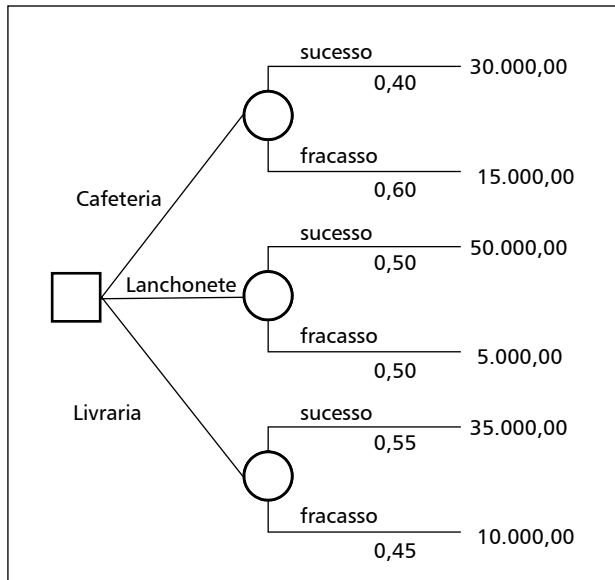 sucesso
0,40
30.000,00
fracasso
0,60
15.000,00
Cafeteria
sucesso
0,50
50.000,00
Lanchonete
fracasso
0,50
5.000,00
Livraria
sucesso
0,55
35.000,00
fracasso
0,45
10.000,00